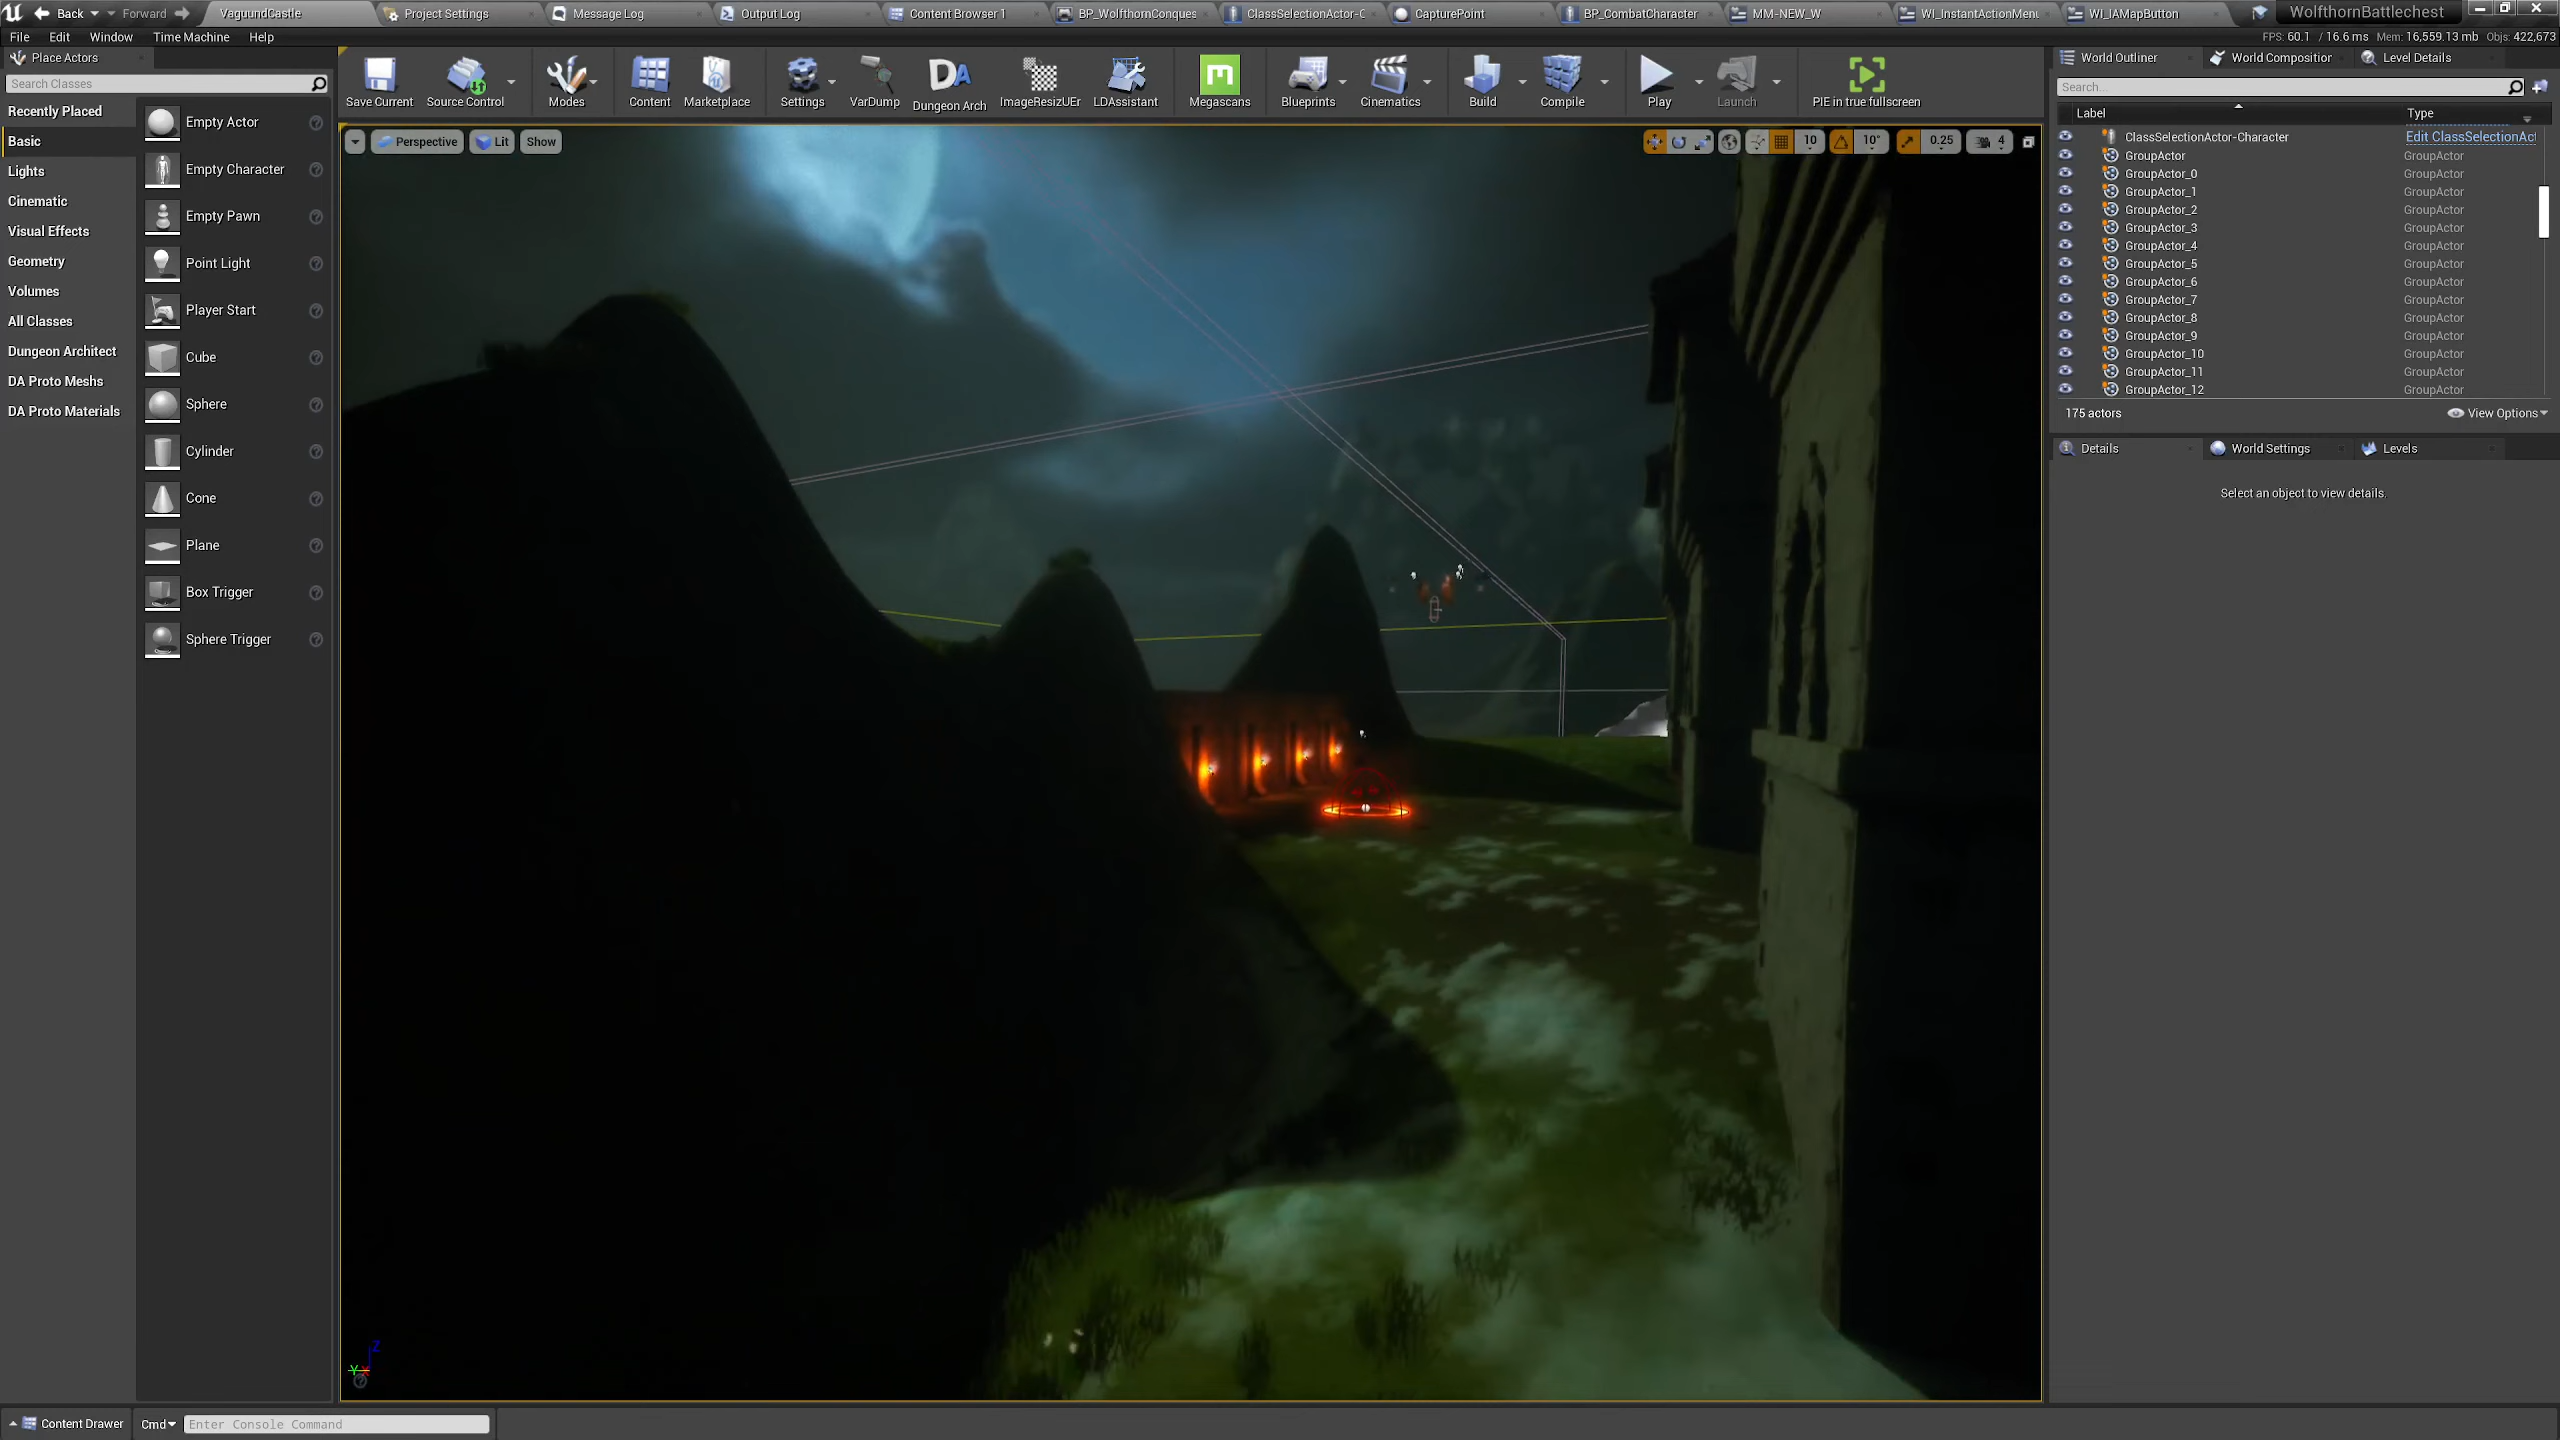 Back Forward VaguundCastle Project Settings Message Log Output Log Content Browser 1 BP_WolfthornConques ClassSelectionActor-C CapturePoint BP_CombatCharacter MM-NEW_W WI_InstantActionMenu WI_IAMapButton WolfthornBattlechest
File Edit Window Time Machine Help
FPS: 60.1 / 16.6 ms Mem: 16,559.13 mb Objs: 422,673
Place Actors
Search Classes
Recently Placed
Basic
Lights
Cinematic
Visual Effects
Geometry
Volumes
All Classes
Dungeon Architect
DA Proto Meshs
DA Proto Materials
Empty Actor
Empty Character
Empty Pawn
Point Light
Player Start
Cube
Sphere
Cylinder
Cone
Plane
Box Trigger
Sphere Trigger
Save Current Source Control Modes Content Marketplace Settings VarDump Dungeon Arch ImageResizUEr LDAssistant Megascans Blueprints Cinematics Build Compile Play Launch PIE in true fullscreen
Perspective Lit Show
10 10° 0.25 4
World Outliner World Composition Level Details
Search...
Label Type
ClassSelectionActor-Character Edit ClassSelectionAct
GroupActor GroupActor
GroupActor_0 GroupActor
GroupActor_1 GroupActor
GroupActor_2 GroupActor
GroupActor_3 GroupActor
GroupActor_4 GroupActor
GroupActor_5 GroupActor
GroupActor_6 GroupActor
GroupActor_7 GroupActor
GroupActor_8 GroupActor
GroupActor_9 GroupActor
GroupActor_10 GroupActor
GroupActor_11 GroupActor
GroupActor_12 GroupActor
175 actors View Options
Details World Settings Levels
Select an object to view details.
Z
Y X
Content Drawer Cmd Enter Console Command